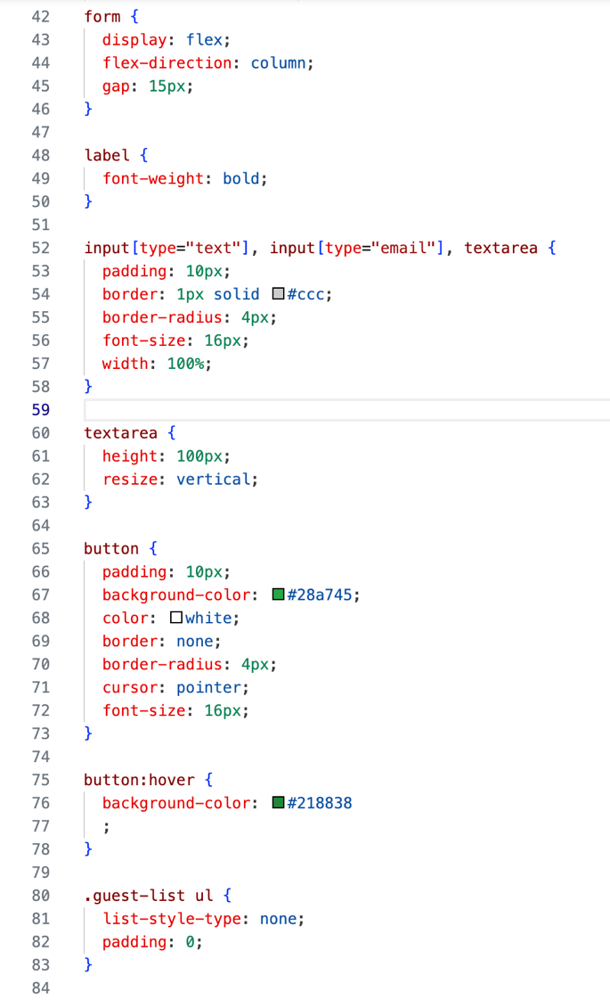 42 form {
43   display: flex;
44   flex-direction: column;
45   gap: 15px;
46 }
47
48 label {
49   font-weight: bold;
50 }
51
52 input[type="text"], input[type="email"], textarea {
53   padding: 10px;
54   border: 1px solid #ccc;
55   border-radius: 4px;
56   font-size: 16px;
57   width: 100%;
58 }
59
60 textarea {
61   height: 100px;
62   resize: vertical;
63 }
64
65 button {
66   padding: 10px;
67   background-color: #28a745;
68   color: white;
69   border: none;
70   border-radius: 4px;
71   cursor: pointer;
72   font-size: 16px;
73 }
74
75 button:hover {
76   background-color: #218838
77   ;
78 }
79
80 .guest-list ul {
81   list-style-type: none;
82   padding: 0;
83 }
84